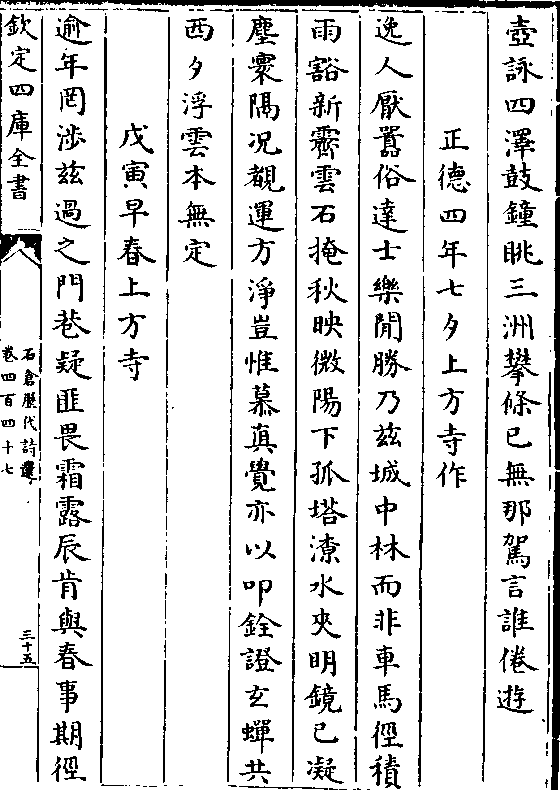 壺詠四澤鼓鐘眺三洲攀條已無那駕言誰倦遊
正德四年七夕上方寺作
逸人厭囂俗達士樂閒勝乃兹城中林而非車馬徑積
雨豁新霽雲石掩秋映微陽下孤塔潦水夾明鏡已凝
塵寰隔况觀運方淨豈惟慕真覺亦以叩銓證玄蟬共
西夕浮雲本無定
戊寅早春上方寺
逾年罔涉兹過之門巷疑匪畏霜露辰肯與春事期徑
欽定四庫全書
石倉歷代詩選
卷四百四十七
三十五